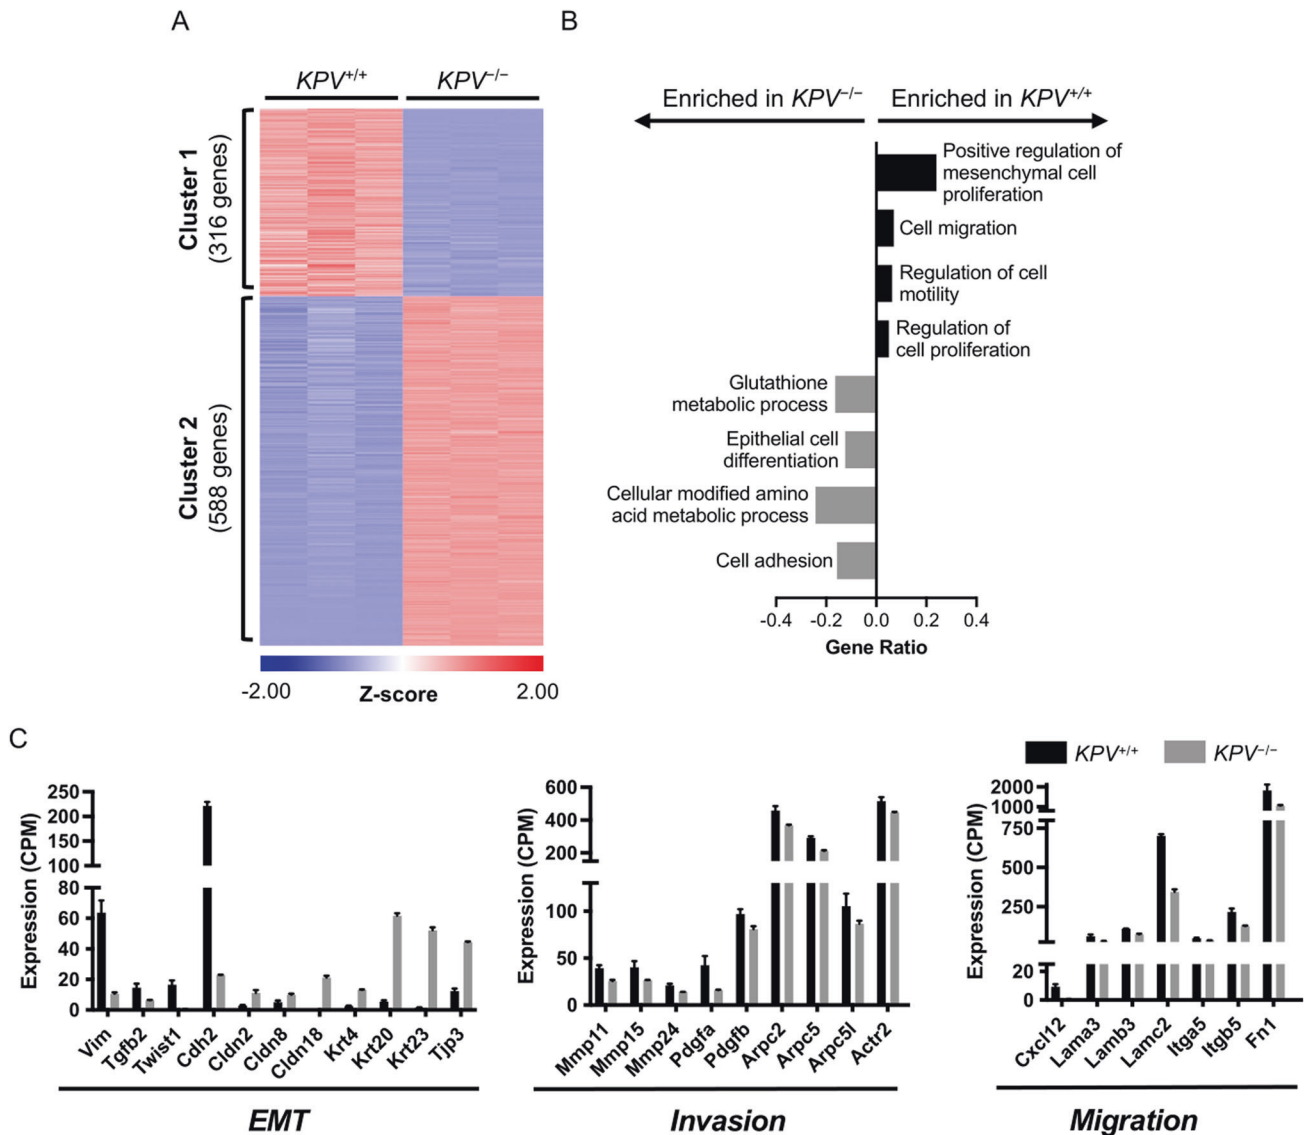 A
KPV+/+
KPV−/−
Cluster 1
(316 genes)
Cluster 2
(588 genes)
-2.00
Z-score
2.00
B
Enriched in KPV−/−
Enriched in KPV+/+
Positive regulation of
mesenchymal cell
proliferation
Cell migration
Regulation of cell
motility
Regulation of
cell proliferation
Glutathione
metabolic process
Epithelial cell
differentiation
Cellular modified amino
acid metabolic process
Cell adhesion
-0.4
-0.2
0.0
0.2
0.4
Gene Ratio
C
KPV+/+
KPV−/−
Expression (CPM)
250
200
150
100
80
60
40
20
0
Vim
Tgfb2
Twist1
Cdh2
Cldn2
Cldn8
Cldn18
Krt4
Krt20
Krt23
Tjp3
EMT
Expression (CPM)
600
400
200
100
50
0
Mmp11
Mmp15
Mmp24
Pdgfa
Pdgfb
Arpc2
Arpc5
Arpc5l
Actr2
Invasion
Expression (CPM)
2000
1000
750
500
250
20
0
Cxcl12
Lama3
Lamb3
Lamc2
Itga5
Itgb5
Fn1
Migration